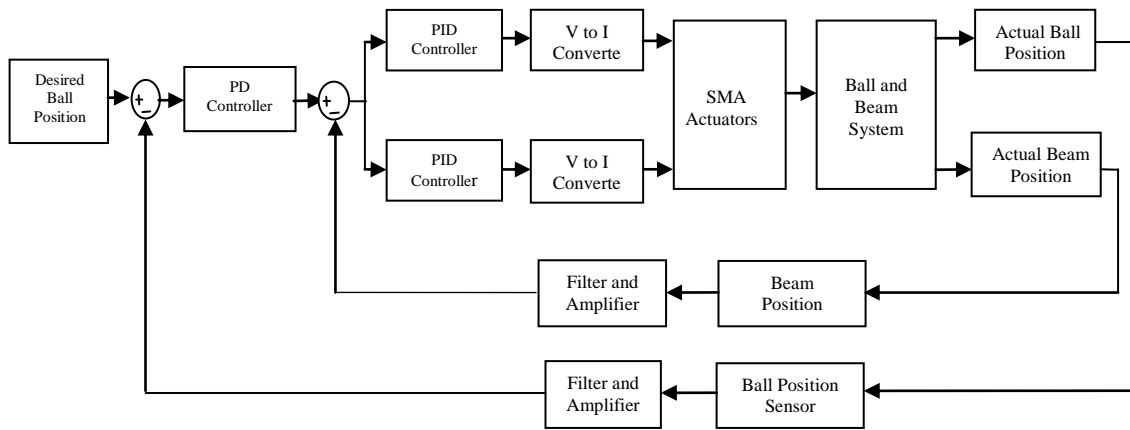 Desired
Ball
Position
+
−
PD
Controller
+
−
PID
Controller
V to I
Converte
PID
Controller
V to I
Converte
SMA
Actuators
Ball and
Beam
System
Actual Ball
Position
Actual Beam
Position
Filter and
Amplifier
Beam
Position
Filter and
Amplifier
Ball Position
Sensor